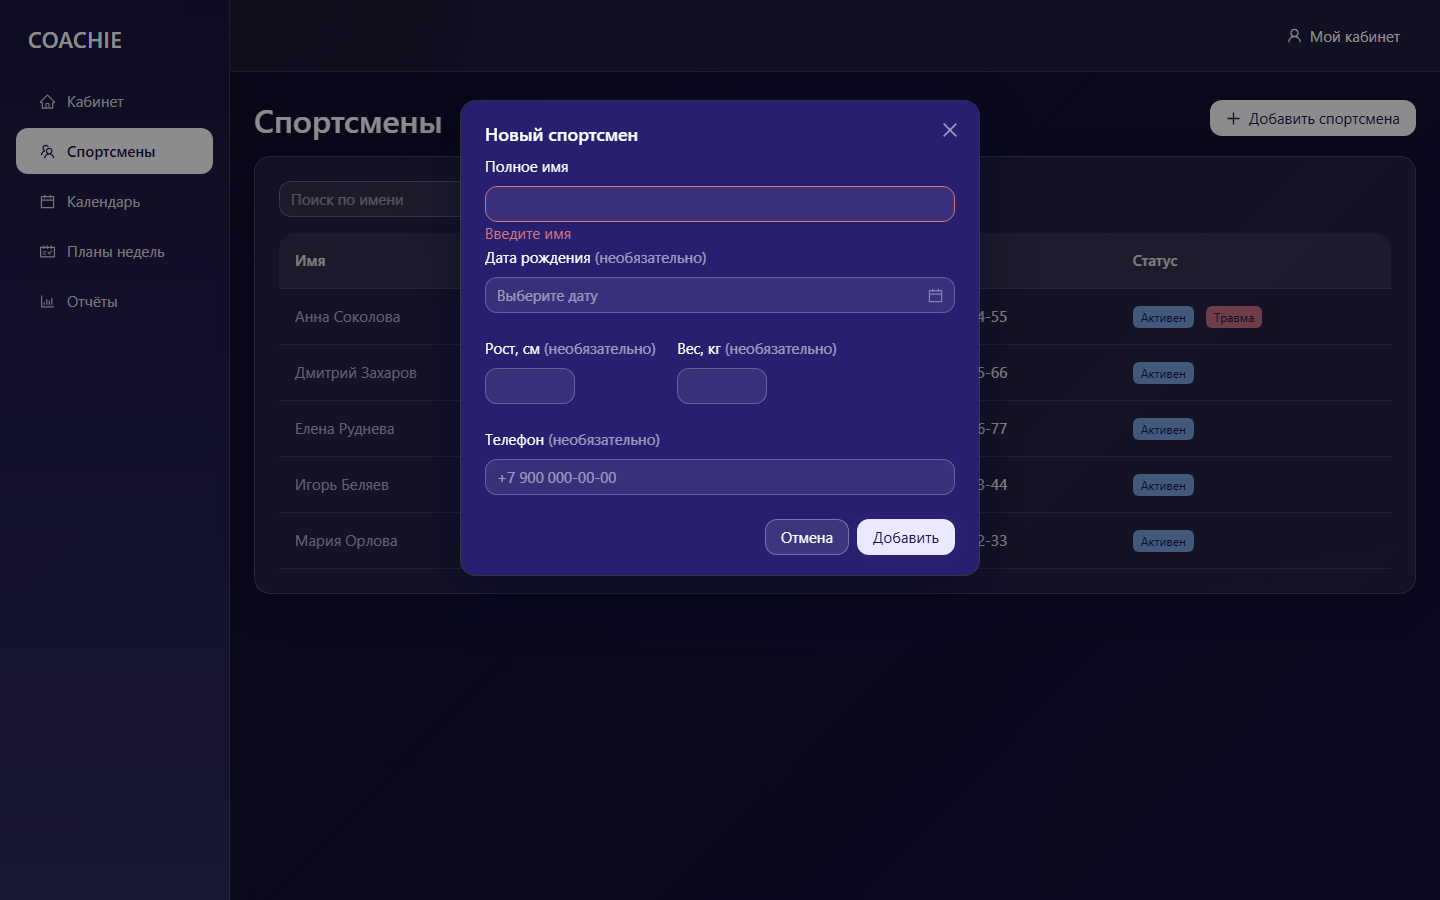 COACHIE
Мой кабинет
Кабинет
Спортсмены
Календарь
Планы недель
Отчёты
Спортсмены
Добавить спортсмена
Поиск по имени
Имя
Статус
Анна Соколова
4-55
Активен
Травма
Дмитрий Захаров
5-66
Активен
Елена Руднева
6-77
Активен
Игорь Беляев
3-44
Активен
Мария Орлова
2-33
Активен
Новый спортсмен
Полное имя
Введите имя
Дата рождения (необязательно)
Выберите дату
Рост, см (необязательно)
Вес, кг (необязательно)
Телефон (необязательно)
+7 900 000-00-00
Отмена
Добавить